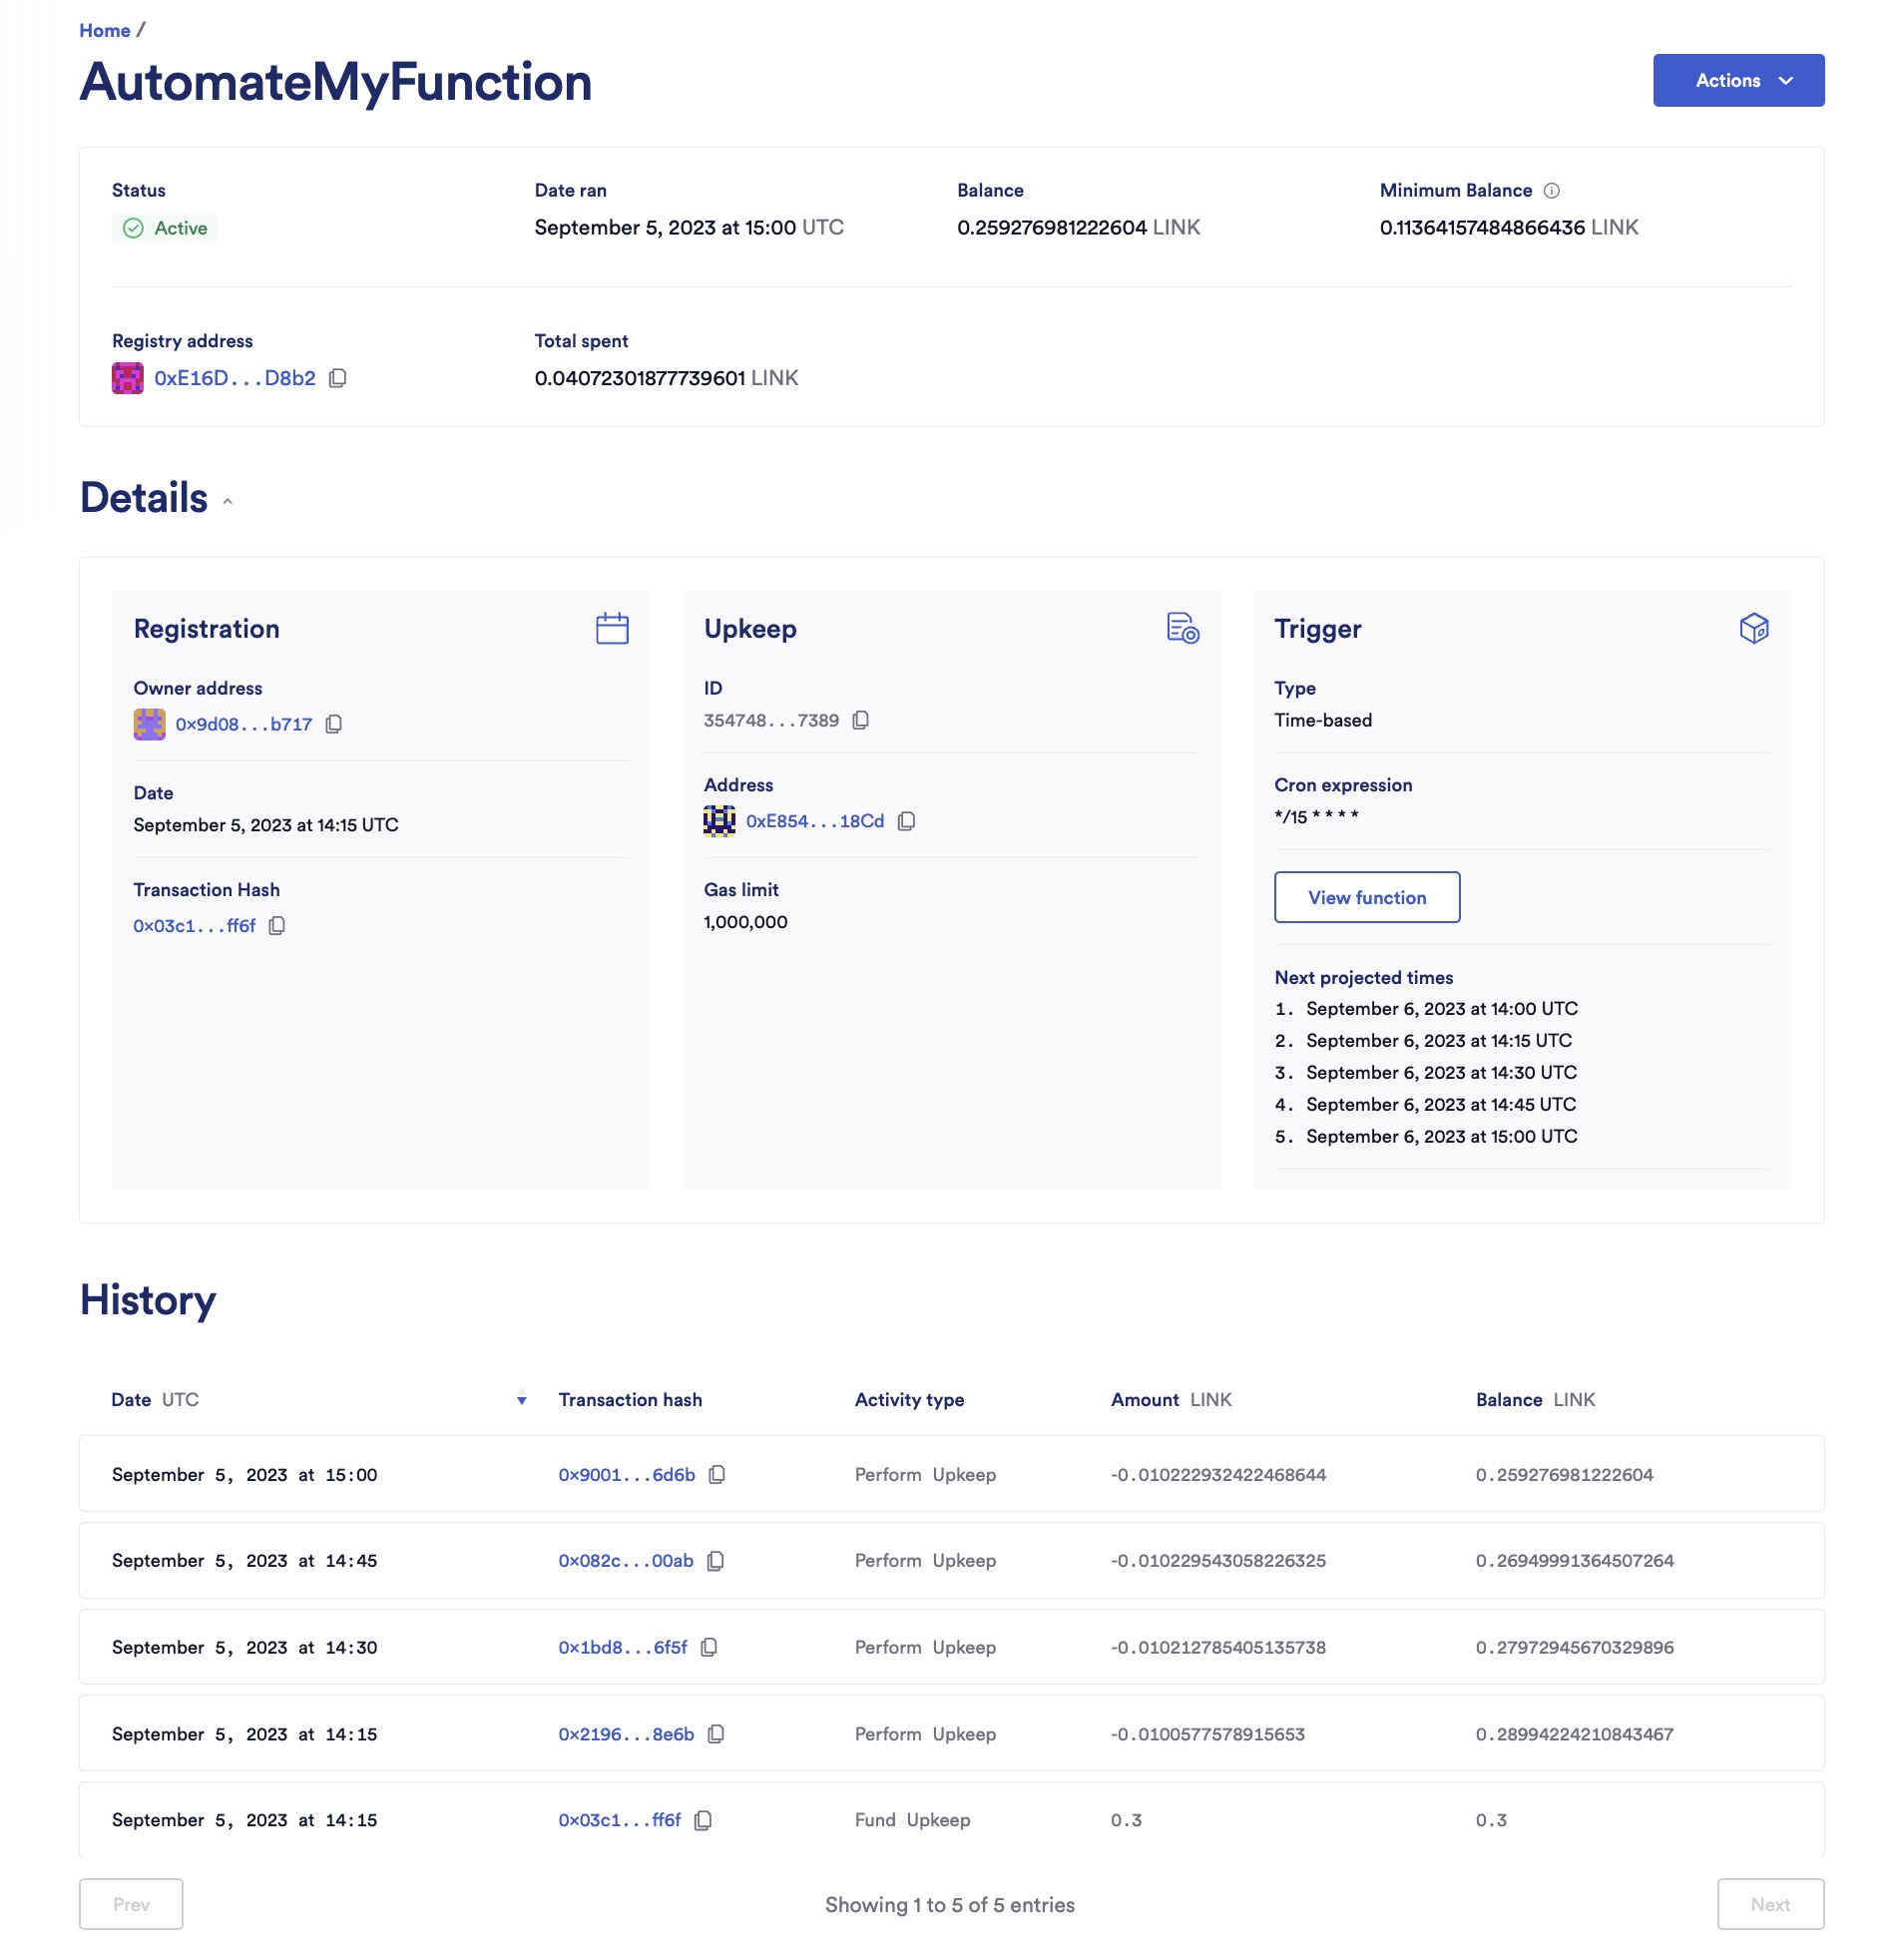 Home /
AutomateMyFunction
Actions
Status
Active
Date ran
September 5, 2023 at 15:00 UTC
Balance
0.259276981222604 LINK
Minimum Balance
0.11364157484866436 LINK
Registry address
0xE16D...D8b2
Total spent
0.04072301877739601 LINK
Details
Registration
Owner address
0x9d08...b717
Date
September 5, 2023 at 14:15 UTC
Transaction Hash
0x03c1...ff6f
Upkeep
ID
354748...7389
Address
0xE854...18Cd
Gas limit
1,000,000
Trigger
Type
Time-based
Cron expression
*/15 * * * *
View function
Next projected times
1. September 6, 2023 at 14:00 UTC
2. September 6, 2023 at 14:15 UTC
3. September 6, 2023 at 14:30 UTC
4. September 6, 2023 at 14:45 UTC
5. September 6, 2023 at 15:00 UTC
History
Date UTC Transaction hash Activity type Amount LINK Balance LINK
September 5, 2023 at 15:00 0x9001...6d6b Perform Upkeep -0.010222932422468644 0.259276981222604
September 5, 2023 at 14:45 0x082c...00ab Perform Upkeep -0.010229543058226325 0.26949991364507264
September 5, 2023 at 14:30 0x1bd8...6f5f Perform Upkeep -0.010212785405135738 0.27972945670329896
September 5, 2023 at 14:15 0x2196...8e6b Perform Upkeep -0.0100577578915653 0.28994224210843467
September 5, 2023 at 14:15 0x03c1...ff6f Fund Upkeep 0.3 0.3
Prev
Showing 1 to 5 of 5 entries
Next